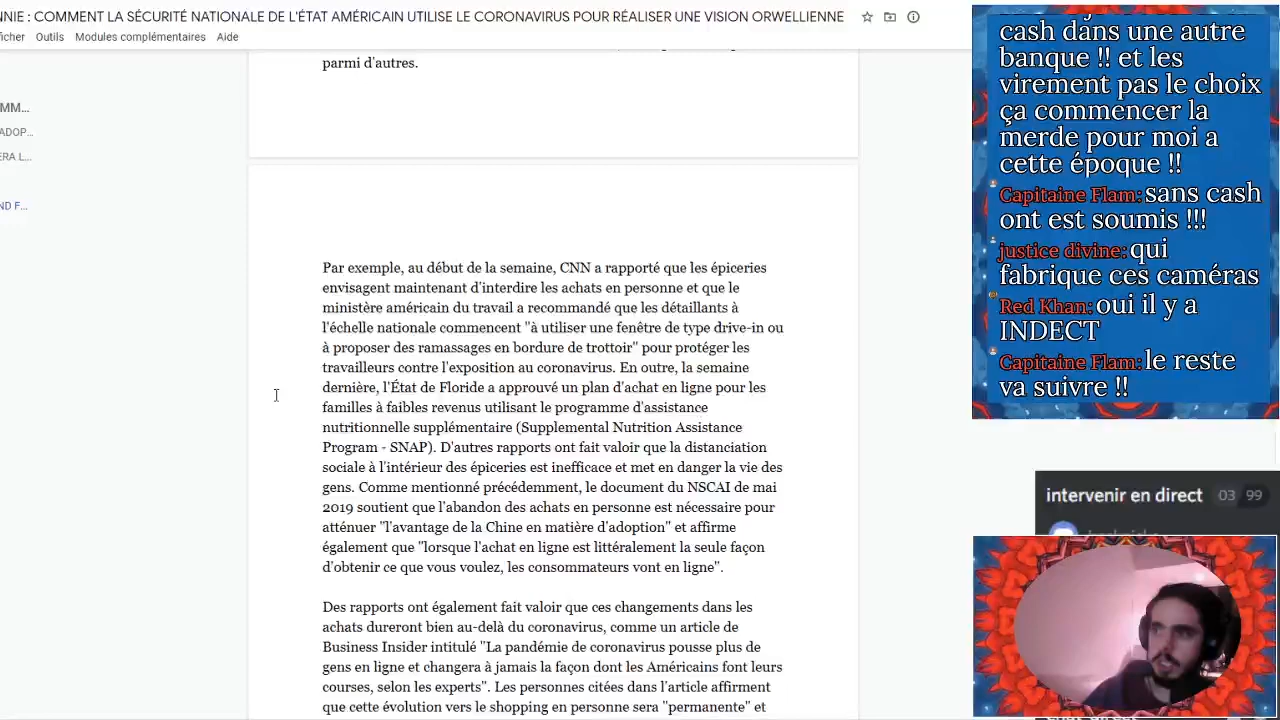 NNIE : COMMENT LA SÉCURITÉ NATIONALE DE L'ÉTAT AMÉRICAIN UTILISE LE CORONAVIRUS POUR RÉALISER UNE VISION ORWELLIENNE
ficher Outils Modules complémentaires Aide
MM...
ADOP...
ERA L...
ND F...
parmi d'autres.
Par exemple, au début de la semaine, CNN a rapporté que les épiceries
envisagent maintenant d'interdire les achats en personne et que le
ministère américain du travail a recommandé que les détaillants à
l'échelle nationale commencent "à utiliser une fenêtre de type drive-in ou
à proposer des ramassages en bordure de trottoir" pour protéger les
travailleurs contre l'exposition au coronavirus. En outre, la semaine
dernière, l'État de Floride a approuvé un plan d'achat en ligne pour les
familles à faibles revenus utilisant le programme d'assistance
nutritionnelle supplémentaire (Supplemental Nutrition Assistance
Program - SNAP). D'autres rapports ont fait valoir que la distanciation
sociale à l'intérieur des épiceries est inefficace et met en danger la vie des
gens. Comme mentionné précédemment, le document du NSCAI de mai
2019 soutient que l'abandon des achats en personne est nécessaire pour
atténuer "l'avantage de la Chine en matière d'adoption" et affirme
également que "lorsque l'achat en ligne est littéralement la seule façon
d'obtenir ce que vous voulez, les consommateurs vont en ligne".
Des rapports ont également fait valoir que ces changements dans les
achats dureront bien au-delà du coronavirus, comme un article de
Business Insider intitulé "La pandémie de coronavirus pousse plus de
gens en ligne et changera à jamais la façon dont les Américains font leurs
courses, selon les experts". Les personnes citées dans l'article affirment
que cette évolution vers le shopping en personne sera "permanente" et
cash dans une autre
banque !! et les
virement pas le choix
ça commencer la
merde pour moi a
cette époque !!
Capitaine Flam: sans cash
ont est soumis !!!
justice divine: qui
fabrique ces caméras
Red Khan: oui il y a
INDECT
Capitaine Flam: le reste
va suivre !!
intervenir en direct 03 99